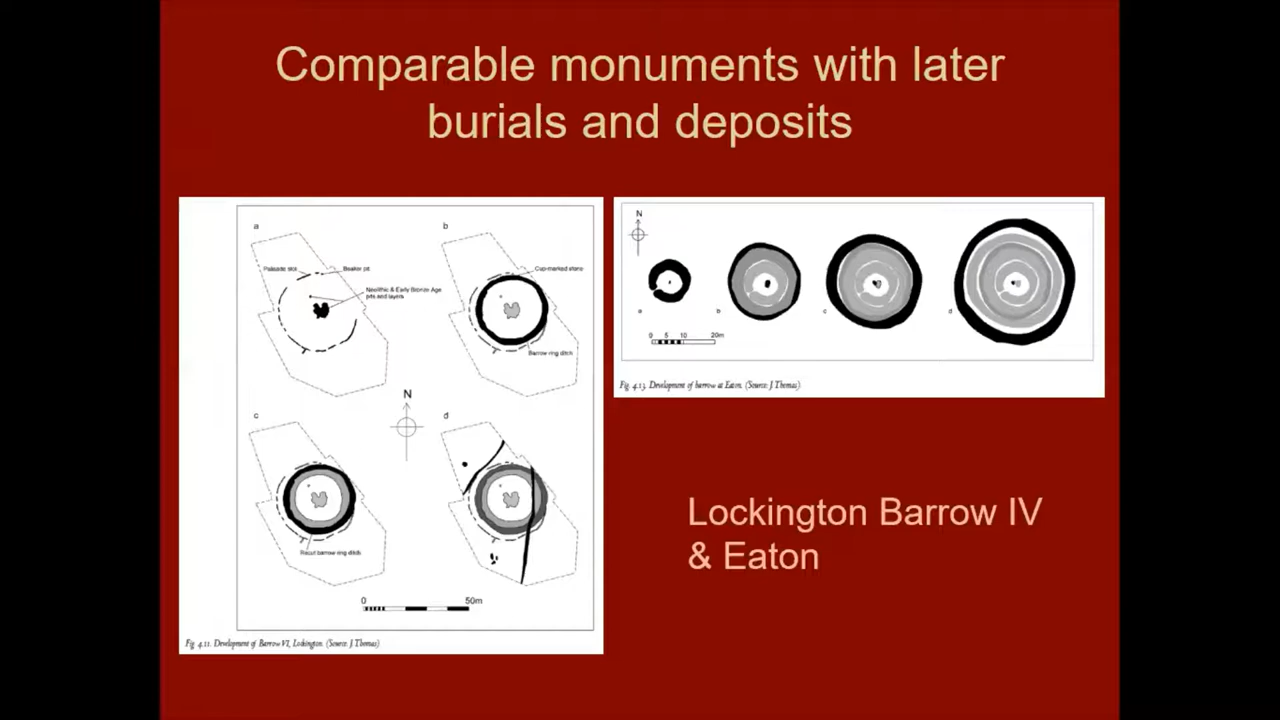 Comparable monuments with later
burials and deposits
a
b
Palisade slot
Beaker pit
Cup-marked stone
Neolithic & Early Bronze Age
pits and layers
Barrow ring ditch
c
N
d
Recut barrow ring ditch
0 50m
Fig. 4.11. Development of Barrow VI, Lockington. (Source: J. Thomas)
N
a
b
c
d
0 5 10 20m
Fig. 4.13. Development of barrow at Eaton. (Source: J. Thomas)
Lockington Barrow IV
& Eaton